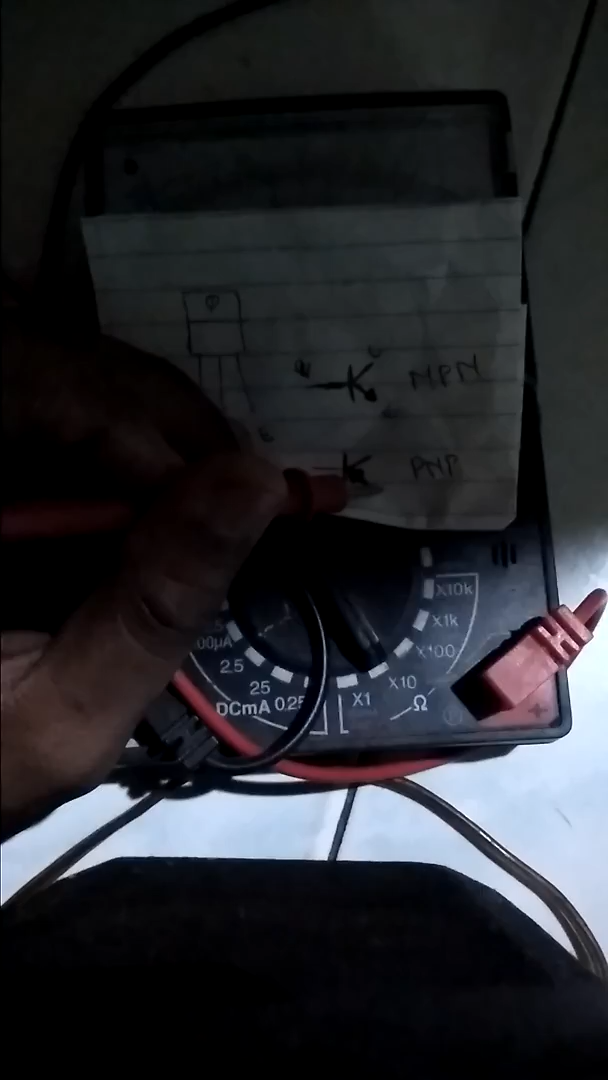 B C NPN
E
PNP
X10k
X1k
X100
X10
X1
Ω
2.5
25
DCmA 0.25
+